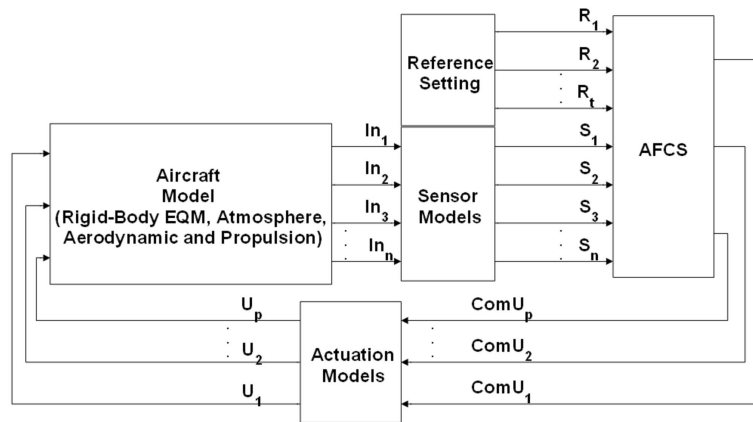 Reference
Setting
R1
R2
Rt
AFCS
Aircraft
Model
(Rigid-Body EQM, Atmosphere,
Aerodynamic and Propulsion)
In1
In2
In3
Inn
Sensor
Models
S1
S2
S3
Sn
Up
U2
U1
Actuation
Models
ComUp
ComU2
ComU1